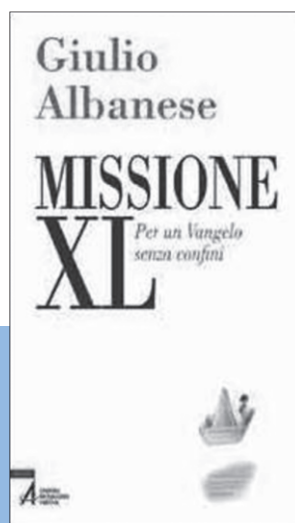 Giulio
Albanese
MISSIONE
XL
Per un Vangelo
senza confini